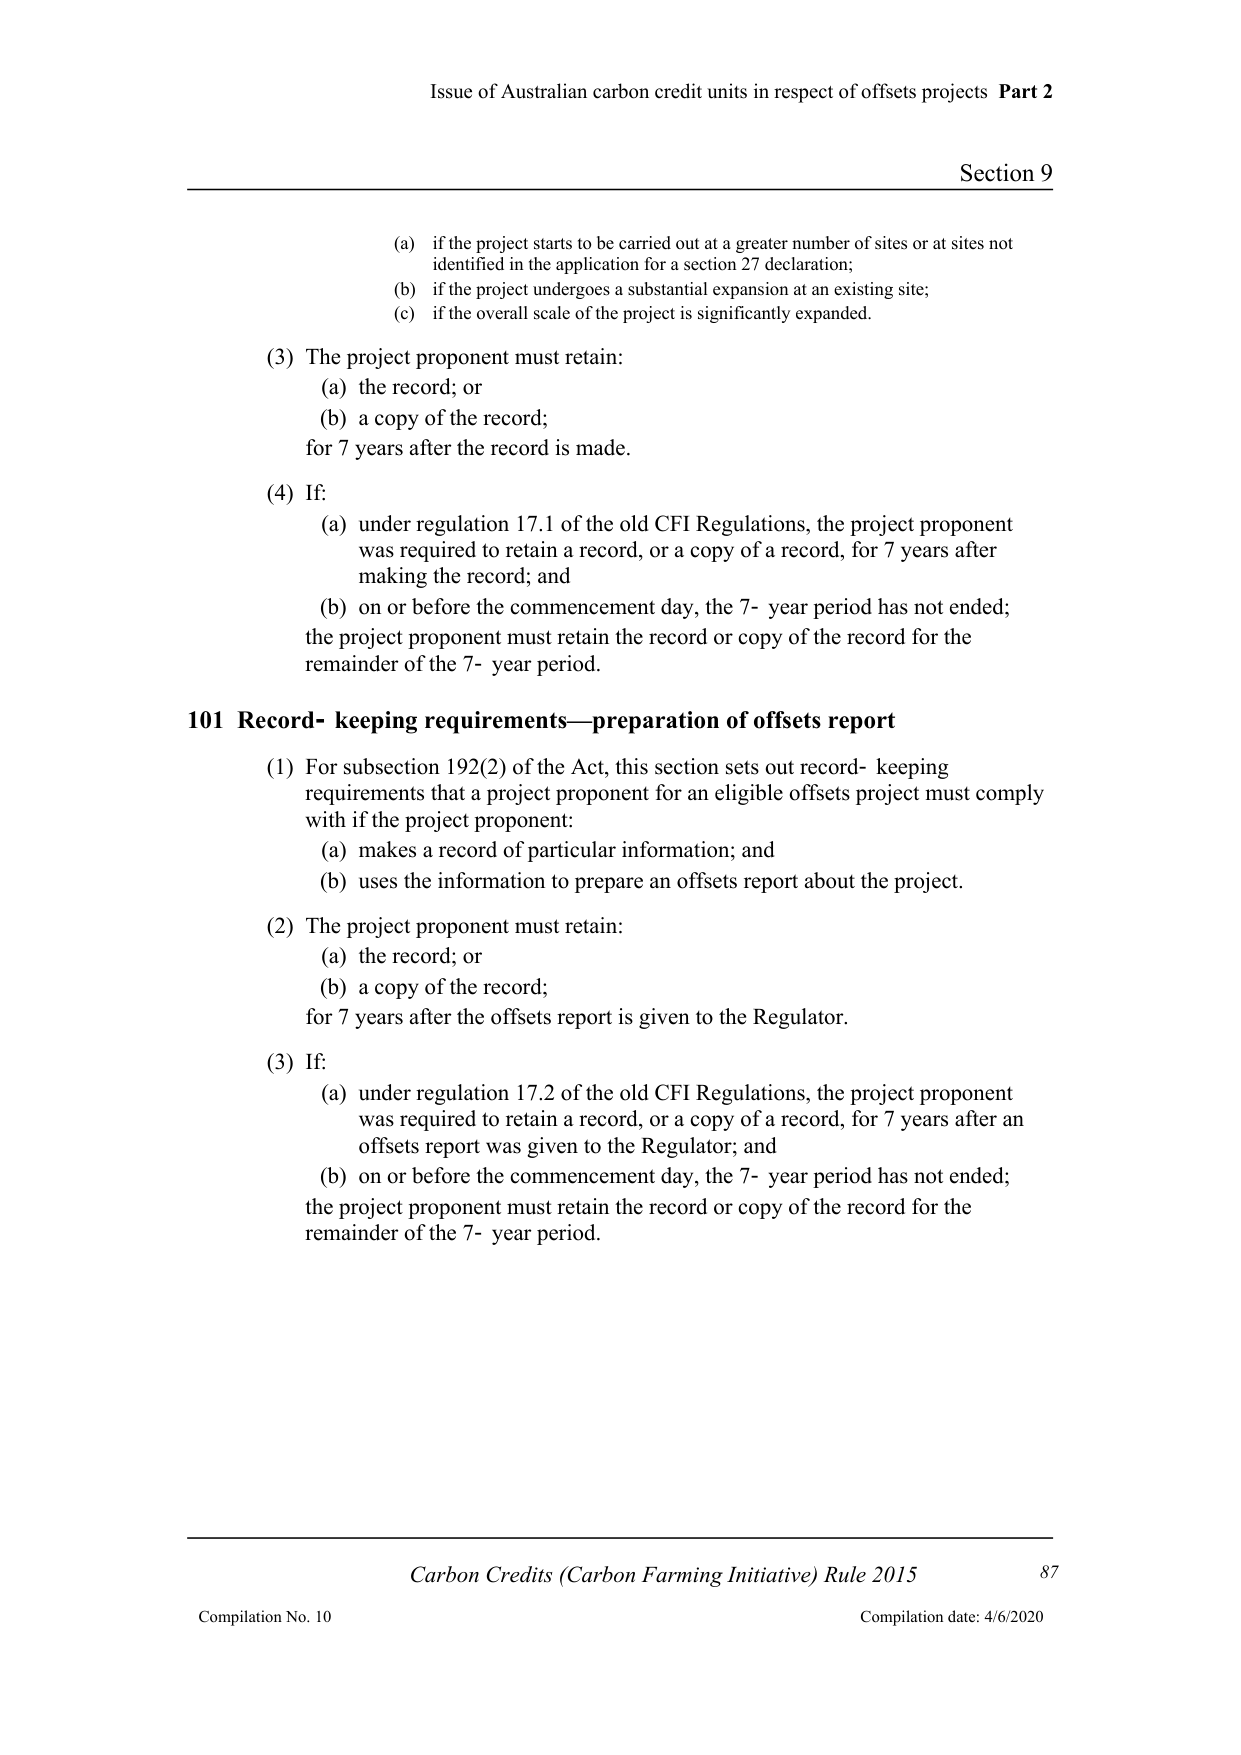 Issue of Australian carbon credit units in respect of offsets projects Part 2
Section 9
(a) if the project starts to be carried out at a greater number of sites or at sites not
identified in the application for a section 27 declaration;
(b) if the project undergoes a substantial expansion at an existing site;
(c) if the overall scale of the project is significantly expanded.
(3) The project proponent must retain:
(a) the record; or
(b) a copy of the record;
for 7 years after the record is made.
(4) If:
(a) under regulation 17.1 of the old CFI Regulations, the project proponent
was required to retain a record, or a copy of a record, for 7 years after
making the record; and
(b) on or before the commencement day, the 7- year period has not ended;
the project proponent must retain the record or copy of the record for the
remainder of the 7- year period.
101 Record- keeping requirements—preparation of offsets report
(1) For subsection 192(2) of the Act, this section sets out record- keeping
requirements that a project proponent for an eligible offsets project must comply
with if the project proponent:
(a) makes a record of particular information; and
(b) uses the information to prepare an offsets report about the project.
(2) The project proponent must retain:
(a) the record; or
(b) a copy of the record;
for 7 years after the offsets report is given to the Regulator.
(3) If:
(a) under regulation 17.2 of the old CFI Regulations, the project proponent
was required to retain a record, or a copy of a record, for 7 years after an
offsets report was given to the Regulator; and
(b) on or before the commencement day, the 7- year period has not ended;
the project proponent must retain the record or copy of the record for the
remainder of the 7- year period.
Carbon Credits (Carbon Farming Initiative) Rule 2015 87
Compilation No. 10 Compilation date: 4/6/2020